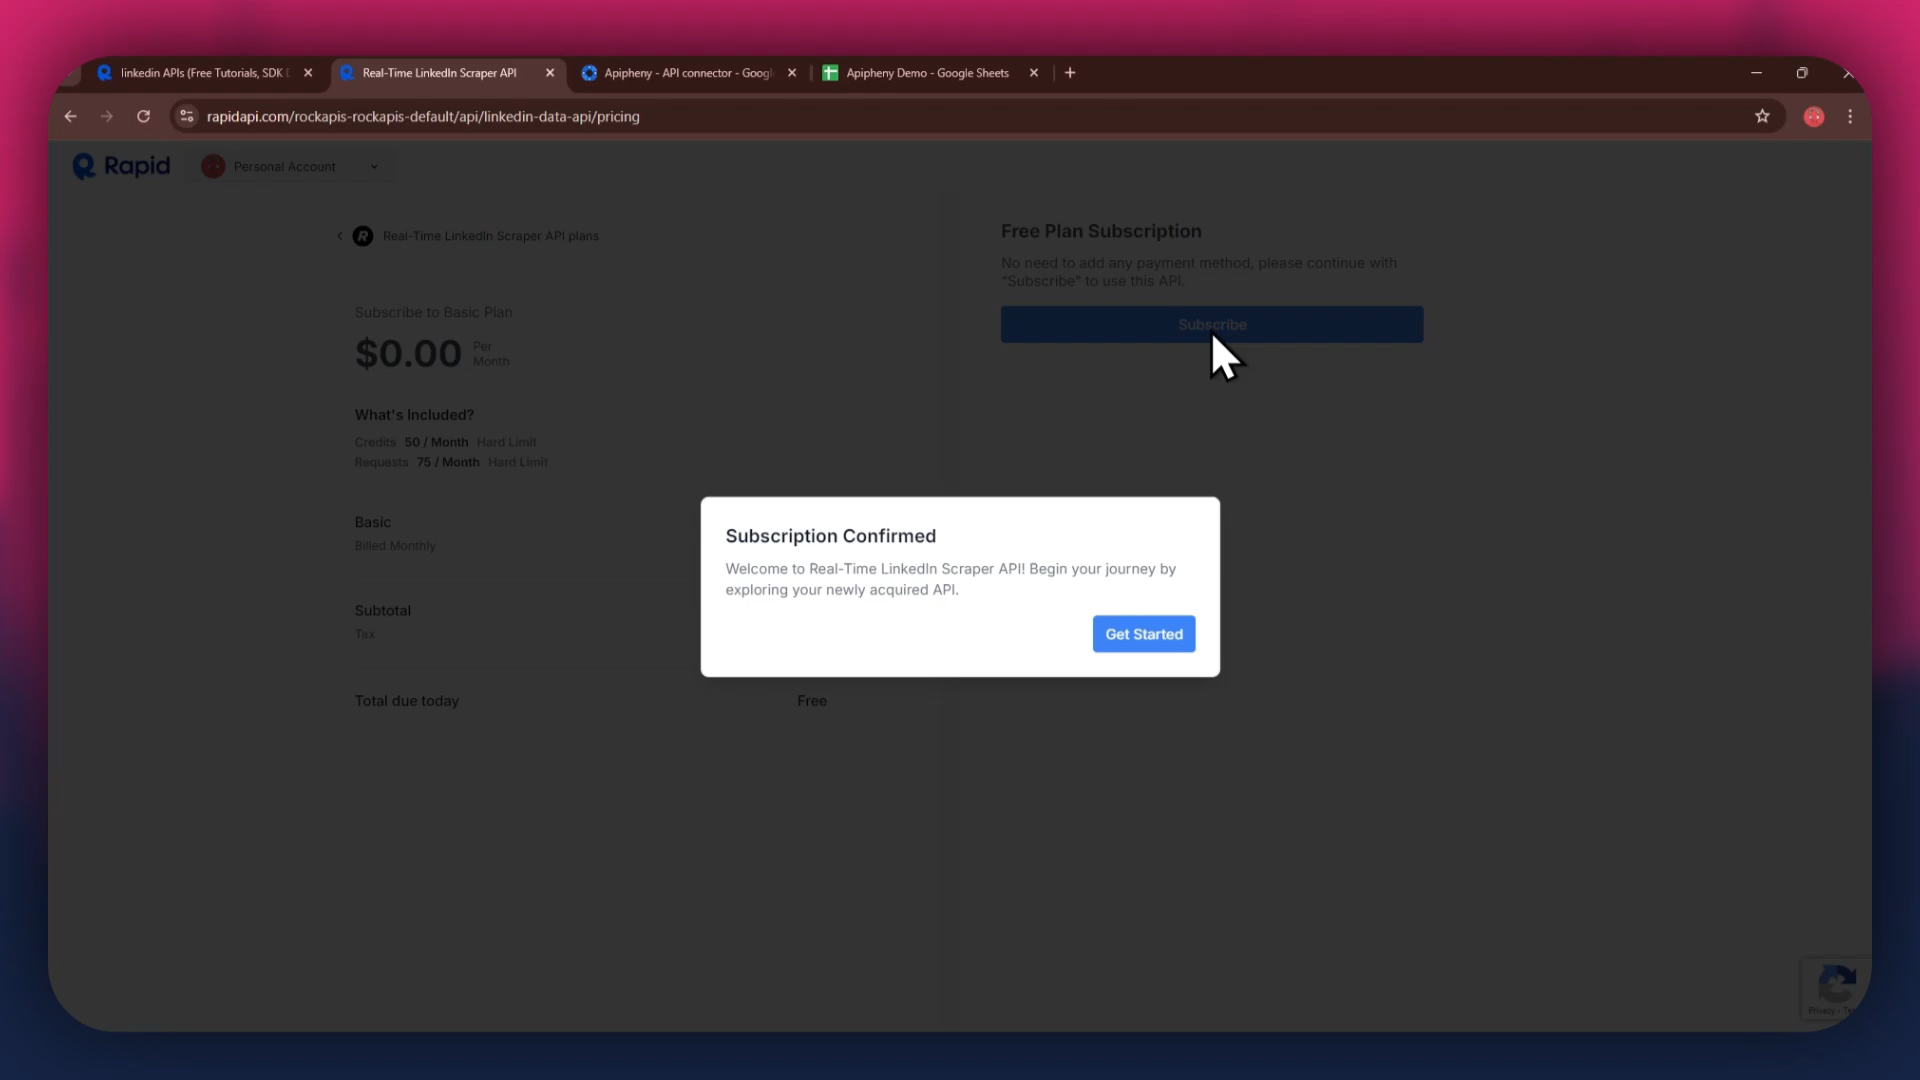 linkedin APIs (Free Tutorials, SDK
Real-Time LinkedIn Scraper API
Apipheny - API connector - Googl
Apipheny Demo - Google Sheets
rapidapi.com/rockapis-rockapis-default/api/linkedin-data-api/pricing
Rapid
Personal Account
Real-Time LinkedIn Scraper API plans
Subscribe to Basic Plan
$0.00 Per Month
What's Included?
Credits 50 / Month Hard Limit
Requests 75 / Month Hard Limit
Basic
Billed Monthly
Subtotal
Tax
Total due today Free
Free Plan Subscription
No need to add any payment method, please continue with
"Subscribe" to use this API.
Subscribe
Subscription Confirmed
Welcome to Real-Time LinkedIn Scraper API! Begin your journey by
exploring your newly acquired API.
Get Started
Privacy